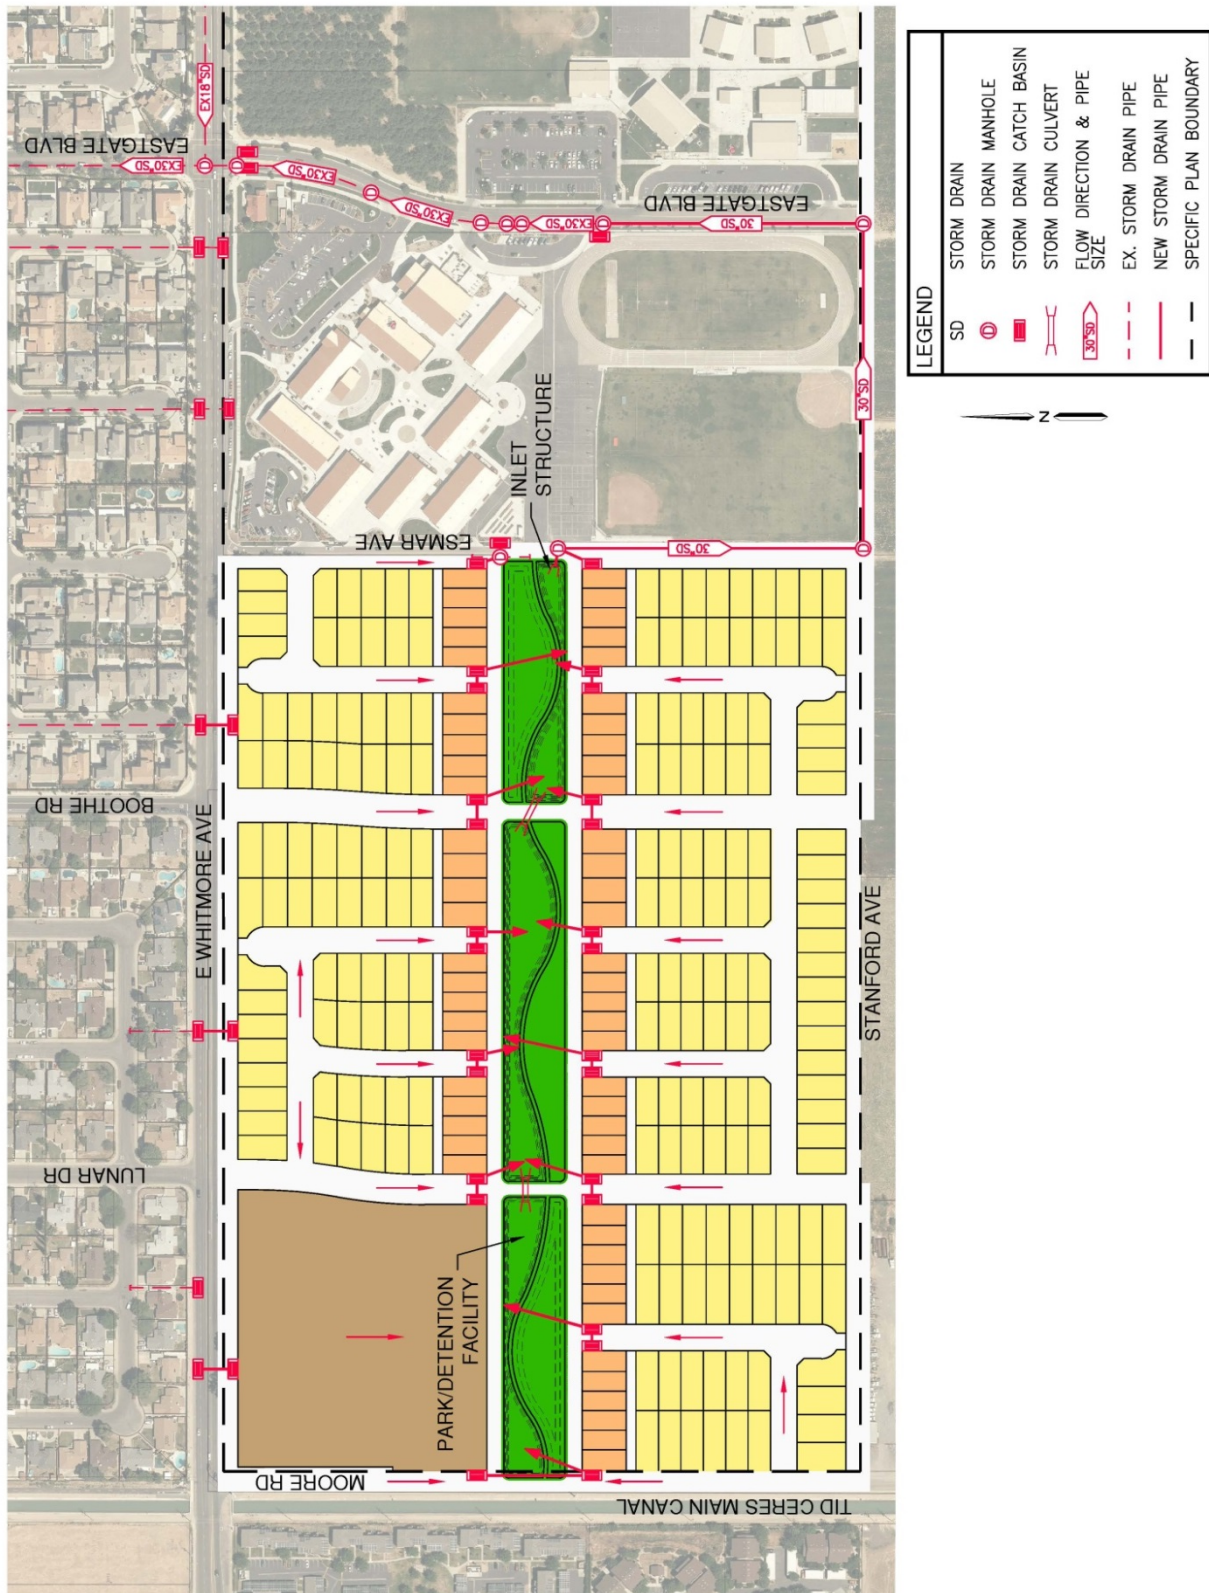 EASTGATE BLVD
EX18"SD
EX30"SD
EX30"SD
EX30"SD
EX30"SD
30"SD
EASTGATE BLVD
30"SD
30"SD
ESMAR AVE
INLET
STRUCTURE
BOOTHE RD
E WHITMORE AVE
STANFORD AVE
LUNAR DR
PARK/DETENTION
FACILITY
MOORE RD
TID CERES MAIN CANAL
LEGEND
SD STORM DRAIN
D STORM DRAIN MANHOLE
STORM DRAIN CATCH BASIN
STORM DRAIN CULVERT
30"SD FLOW DIRECTION & PIPE
SIZE
EX. STORM DRAIN PIPE
NEW STORM DRAIN PIPE
SPECIFIC PLAN BOUNDARY
N